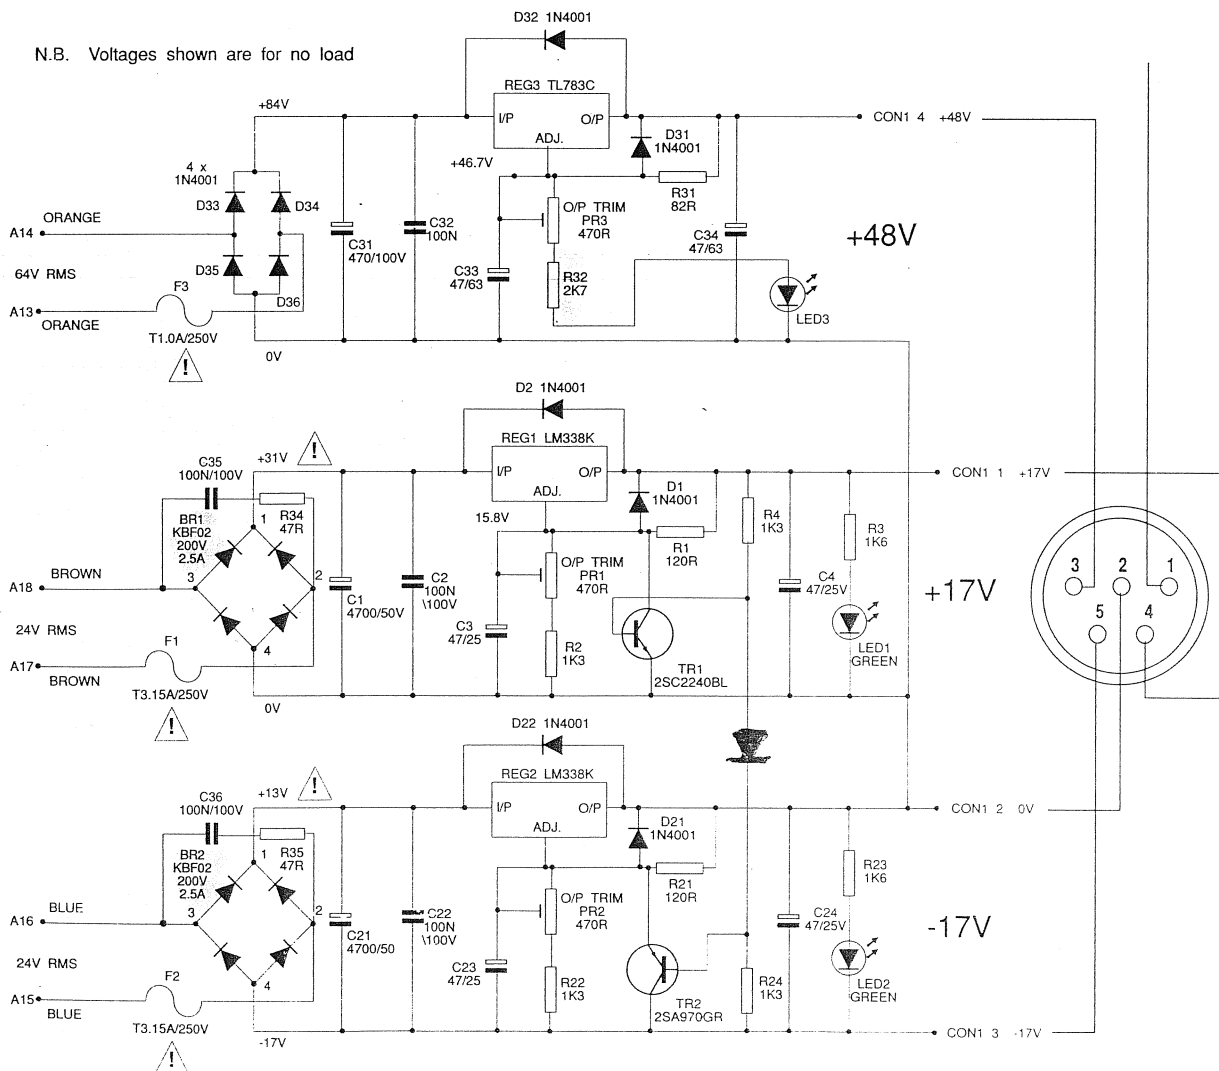 D32 1N4001
N.B. Voltages shown are for no load
REG3 TL783C
+84V
I/P
O/P
ADJ.
CON1 4 +48V
D31
1N4001
+46.7V
4 x
1N4001
D33
D34
R31
82R
ORANGE
A14
O/P TRIM
PR3
470R
C31
470/100V
C32
100N
C34
47/63
+48V
64V RMS
D35
D36
F3
C33
47/63
R32
2K7
A13
ORANGE
LED3
T1.0A/250V
!
0V
D2 1N4001
REG1 LM338K
!
+31V
I/P
O/P
ADJ.
CON1 1 +17V
C35
100N/100V
R34
47R
D1
1N4001
15.8V
BR1
KBF02
200V
2.5A
1
2
3
4
R4
1K3
R3
1K6
R1
120R
O/P TRIM
PR1
470R
BROWN
A18
C1
4700/50V
C2
100N
\100V
C4
47/25V
+17V
3
2
1
5
4
24V RMS
F1
C3
47/25
R2
1K3
LED1
GREEN
A17
BROWN
TR1
2SC2240BL
T3.15A/250V
!
0V
D22 1N4001
REG2 LM338K
!
+13V
I/P
O/P
ADJ.
CON1 2 0V
C36
100N/100V
R35
47R
D21
1N4001
BR2
KBF02
200V
2.5A
1
2
3
4
R23
1K6
R21
120R
O/P TRIM
PR2
470R
BLUE
A16
C21
4700/50
C22
100N
\100V
C24
47/25V
-17V
24V RMS
F2
C23
47/25
R22
1K3
R24
1K3
LED2
GREEN
A15
BLUE
TR2
2SA970GR
T3.15A/250V
!
-17V
CON1 3 -17V